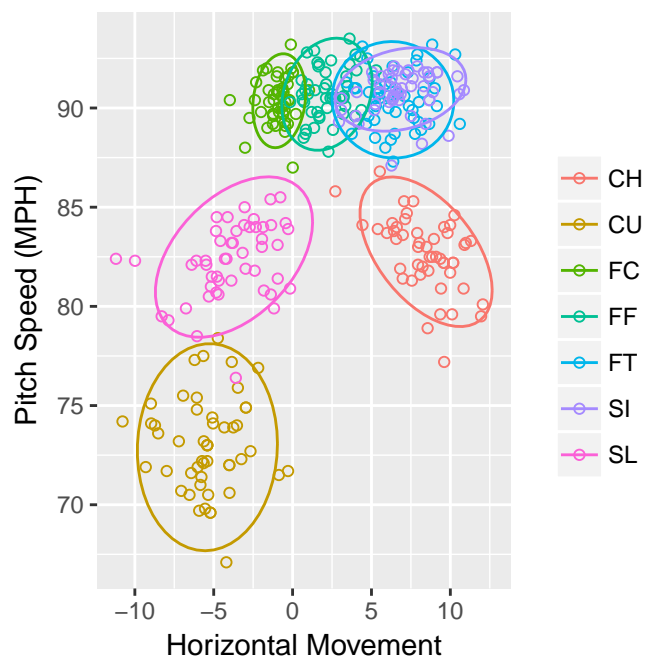 90
85
80
75
70
−10 −5 0 5 10
Pitch Speed (MPH)
Horizontal Movement
CH
CU
FC
FF
FT
SI
SL